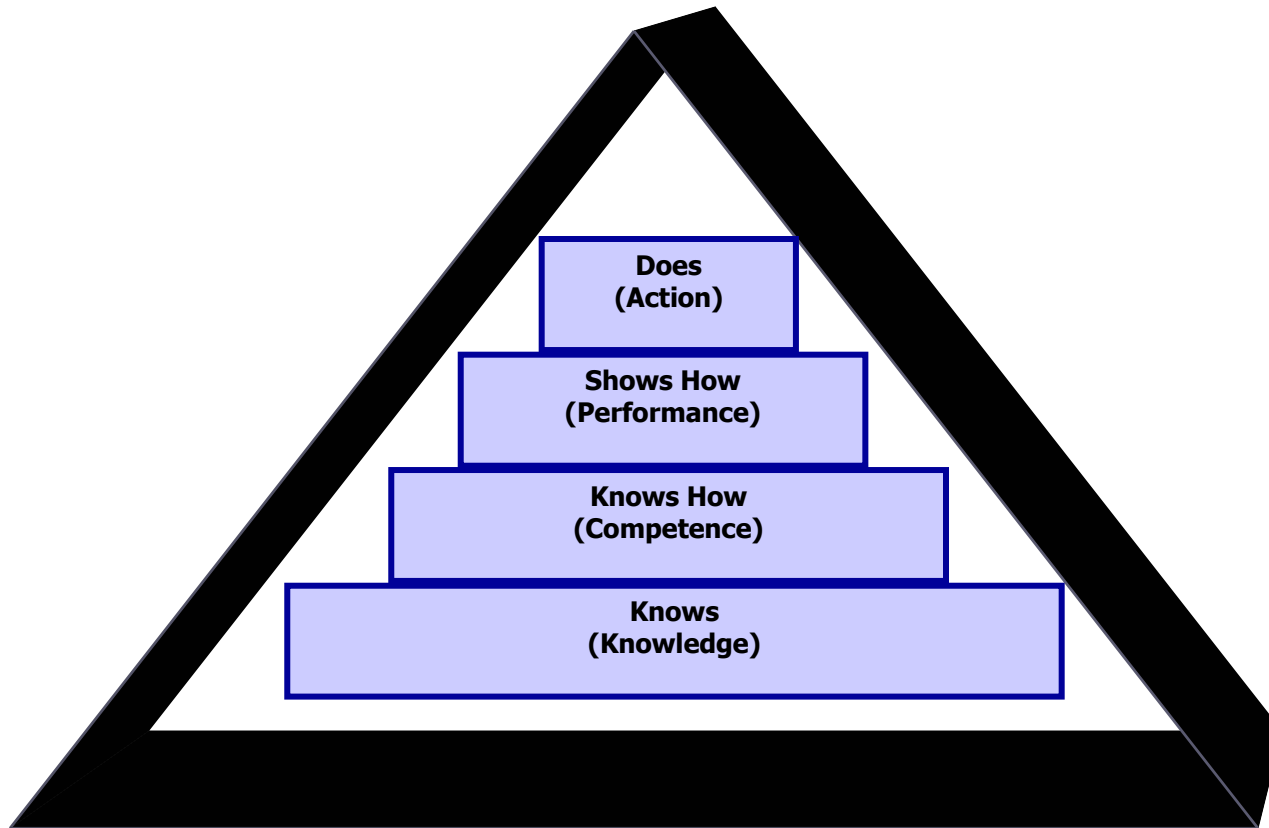 Does
(Action)
Shows How
(Performance)
Knows How
(Competence)
Knows
(Knowledge)